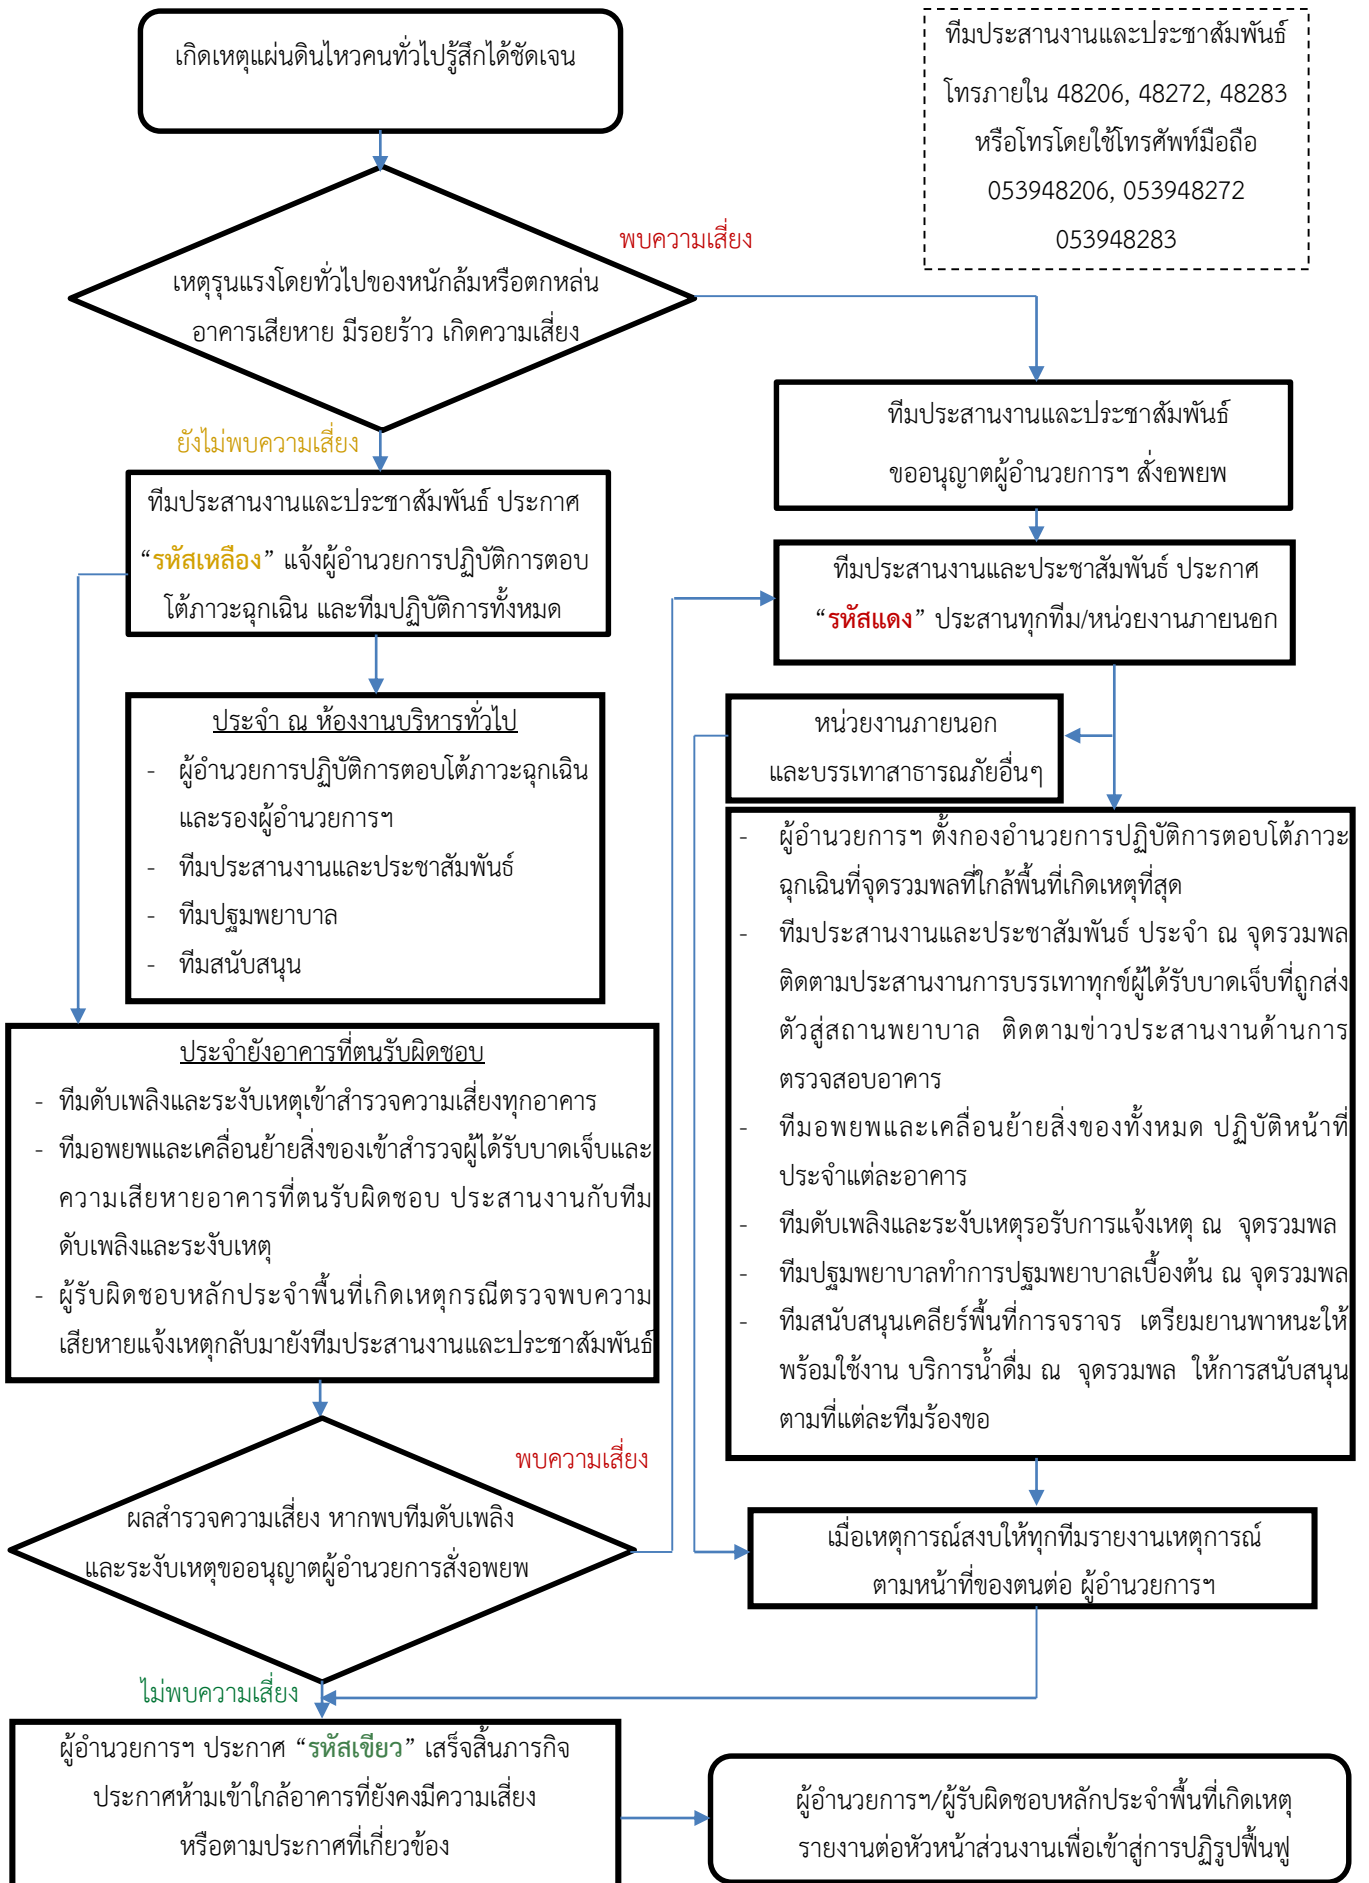 เกิดเหตุแผ่นดินไหวคนทั่วไปรู้สึกได้ชัดเจน
ทีมประสานงานและประชาสัมพันธ์
โทรภายใน 48206, 48272, 48283
หรือโทรโดยใช้โทรศัพท์มือถือ
053948206, 053948272
053948283
พบความเสี่ยง
เหตุรุนแรงโดยทั่วไปของหนักล้มหรือตกหล่น
อาคารเสียหาย มีรอยร้าว เกิดความเสี่ยง
ยังไม่พบความเสี่ยง
ทีมประสานงานและประชาสัมพันธ์
ขออนุญาตผู้อำนวยการฯ สั่งอพยพ
ทีมประสานงานและประชาสัมพันธ์ ประกาศ
“รหัสเหลือง” แจ้งผู้อำนวยการปฏิบัติการตอบ
โต้ภาวะฉุกเฉิน และทีมปฏิบัติการทั้งหมด
ทีมประสานงานและประชาสัมพันธ์ ประกาศ
“รหัสแดง” ประสานทุกทีม/หน่วยงานภายนอก
ประจำ ณ ห้องงานบริหารทั่วไป
- ผู้อำนวยการปฏิบัติการตอบโต้ภาวะฉุกเฉิน
และรองผู้อำนวยการฯ
- ทีมประสานงานและประชาสัมพันธ์
- ทีมปฐมพยาบาล
- ทีมสนับสนุน
หน่วยงานภายนอก
และบรรเทาสาธารณภัยอื่นๆ
- ผู้อำนวยการฯ ตั้งกองอำนวยการปฏิบัติการตอบโต้ภาวะ
ฉุกเฉินที่จุดรวมพลที่ใกล้พื้นที่เกิดเหตุที่สุด
- ทีมประสานงานและประชาสัมพันธ์ ประจำ ณ จุดรวมพล
ติดตามประสานงานการบรรเทาทุกข์ผู้ได้รับบาดเจ็บที่ถูกส่ง
ตัวสู่สถานพยาบาล ติดตามข่าวประสานงานด้านการ
ตรวจสอบอาคาร
- ทีมอพยพและเคลื่อนย้ายสิ่งของทั้งหมด ปฏิบัติหน้าที่
ประจำแต่ละอาคาร
- ทีมดับเพลิงและระงับเหตุรอรับการแจ้งเหตุ ณ จุดรวมพล
- ทีมปฐมพยาบาลทำการปฐมพยาบาลเบื้องต้น ณ จุดรวมพล
- ทีมสนับสนุนเคลียร์พื้นที่การจราจร เตรียมยานพาหนะให้
พร้อมใช้งาน บริการน้ำดื่ม ณ จุดรวมพล ให้การสนับสนุน
ตามที่แต่ละทีมร้องขอ
ประจำยังอาคารที่ตนรับผิดชอบ
- ทีมดับเพลิงและระงับเหตุเข้าสำรวจความเสี่ยงทุกอาคาร
- ทีมอพยพและเคลื่อนย้ายสิ่งของเข้าสำรวจผู้ได้รับบาดเจ็บและ
ความเสียหายอาคารที่ตนรับผิดชอบ ประสานงานกับทีม
ดับเพลิงและระงับเหตุ
- ผู้รับผิดชอบหลักประจำพื้นที่เกิดเหตุกรณีตรวจพบความ
เสียหายแจ้งเหตุกลับมายังทีมประสานงานและประชาสัมพันธ์
พบความเสี่ยง
ผลสำรวจความเสี่ยง หากพบทีมดับเพลิง
และระงับเหตุขออนุญาตผู้อำนวยการสั่งอพยพ
เมื่อเหตุการณ์สงบให้ทุกทีมรายงานเหตุการณ์
ตามหน้าที่ของตนต่อ ผู้อำนวยการฯ
ไม่พบความเสี่ยง
ผู้อำนวยการฯ ประกาศ “รหัสเขียว” เสร็จสิ้นภารกิจ
ประกาศห้ามเข้าใกล้อาคารที่ยังคงมีความเสี่ยง
หรือตามประกาศที่เกี่ยวข้อง
ผู้อำนวยการฯ/ผู้รับผิดชอบหลักประจำพื้นที่เกิดเหตุ
รายงานต่อหัวหน้าส่วนงานเพื่อเข้าสู่การปฏิรูปฟื้นฟู